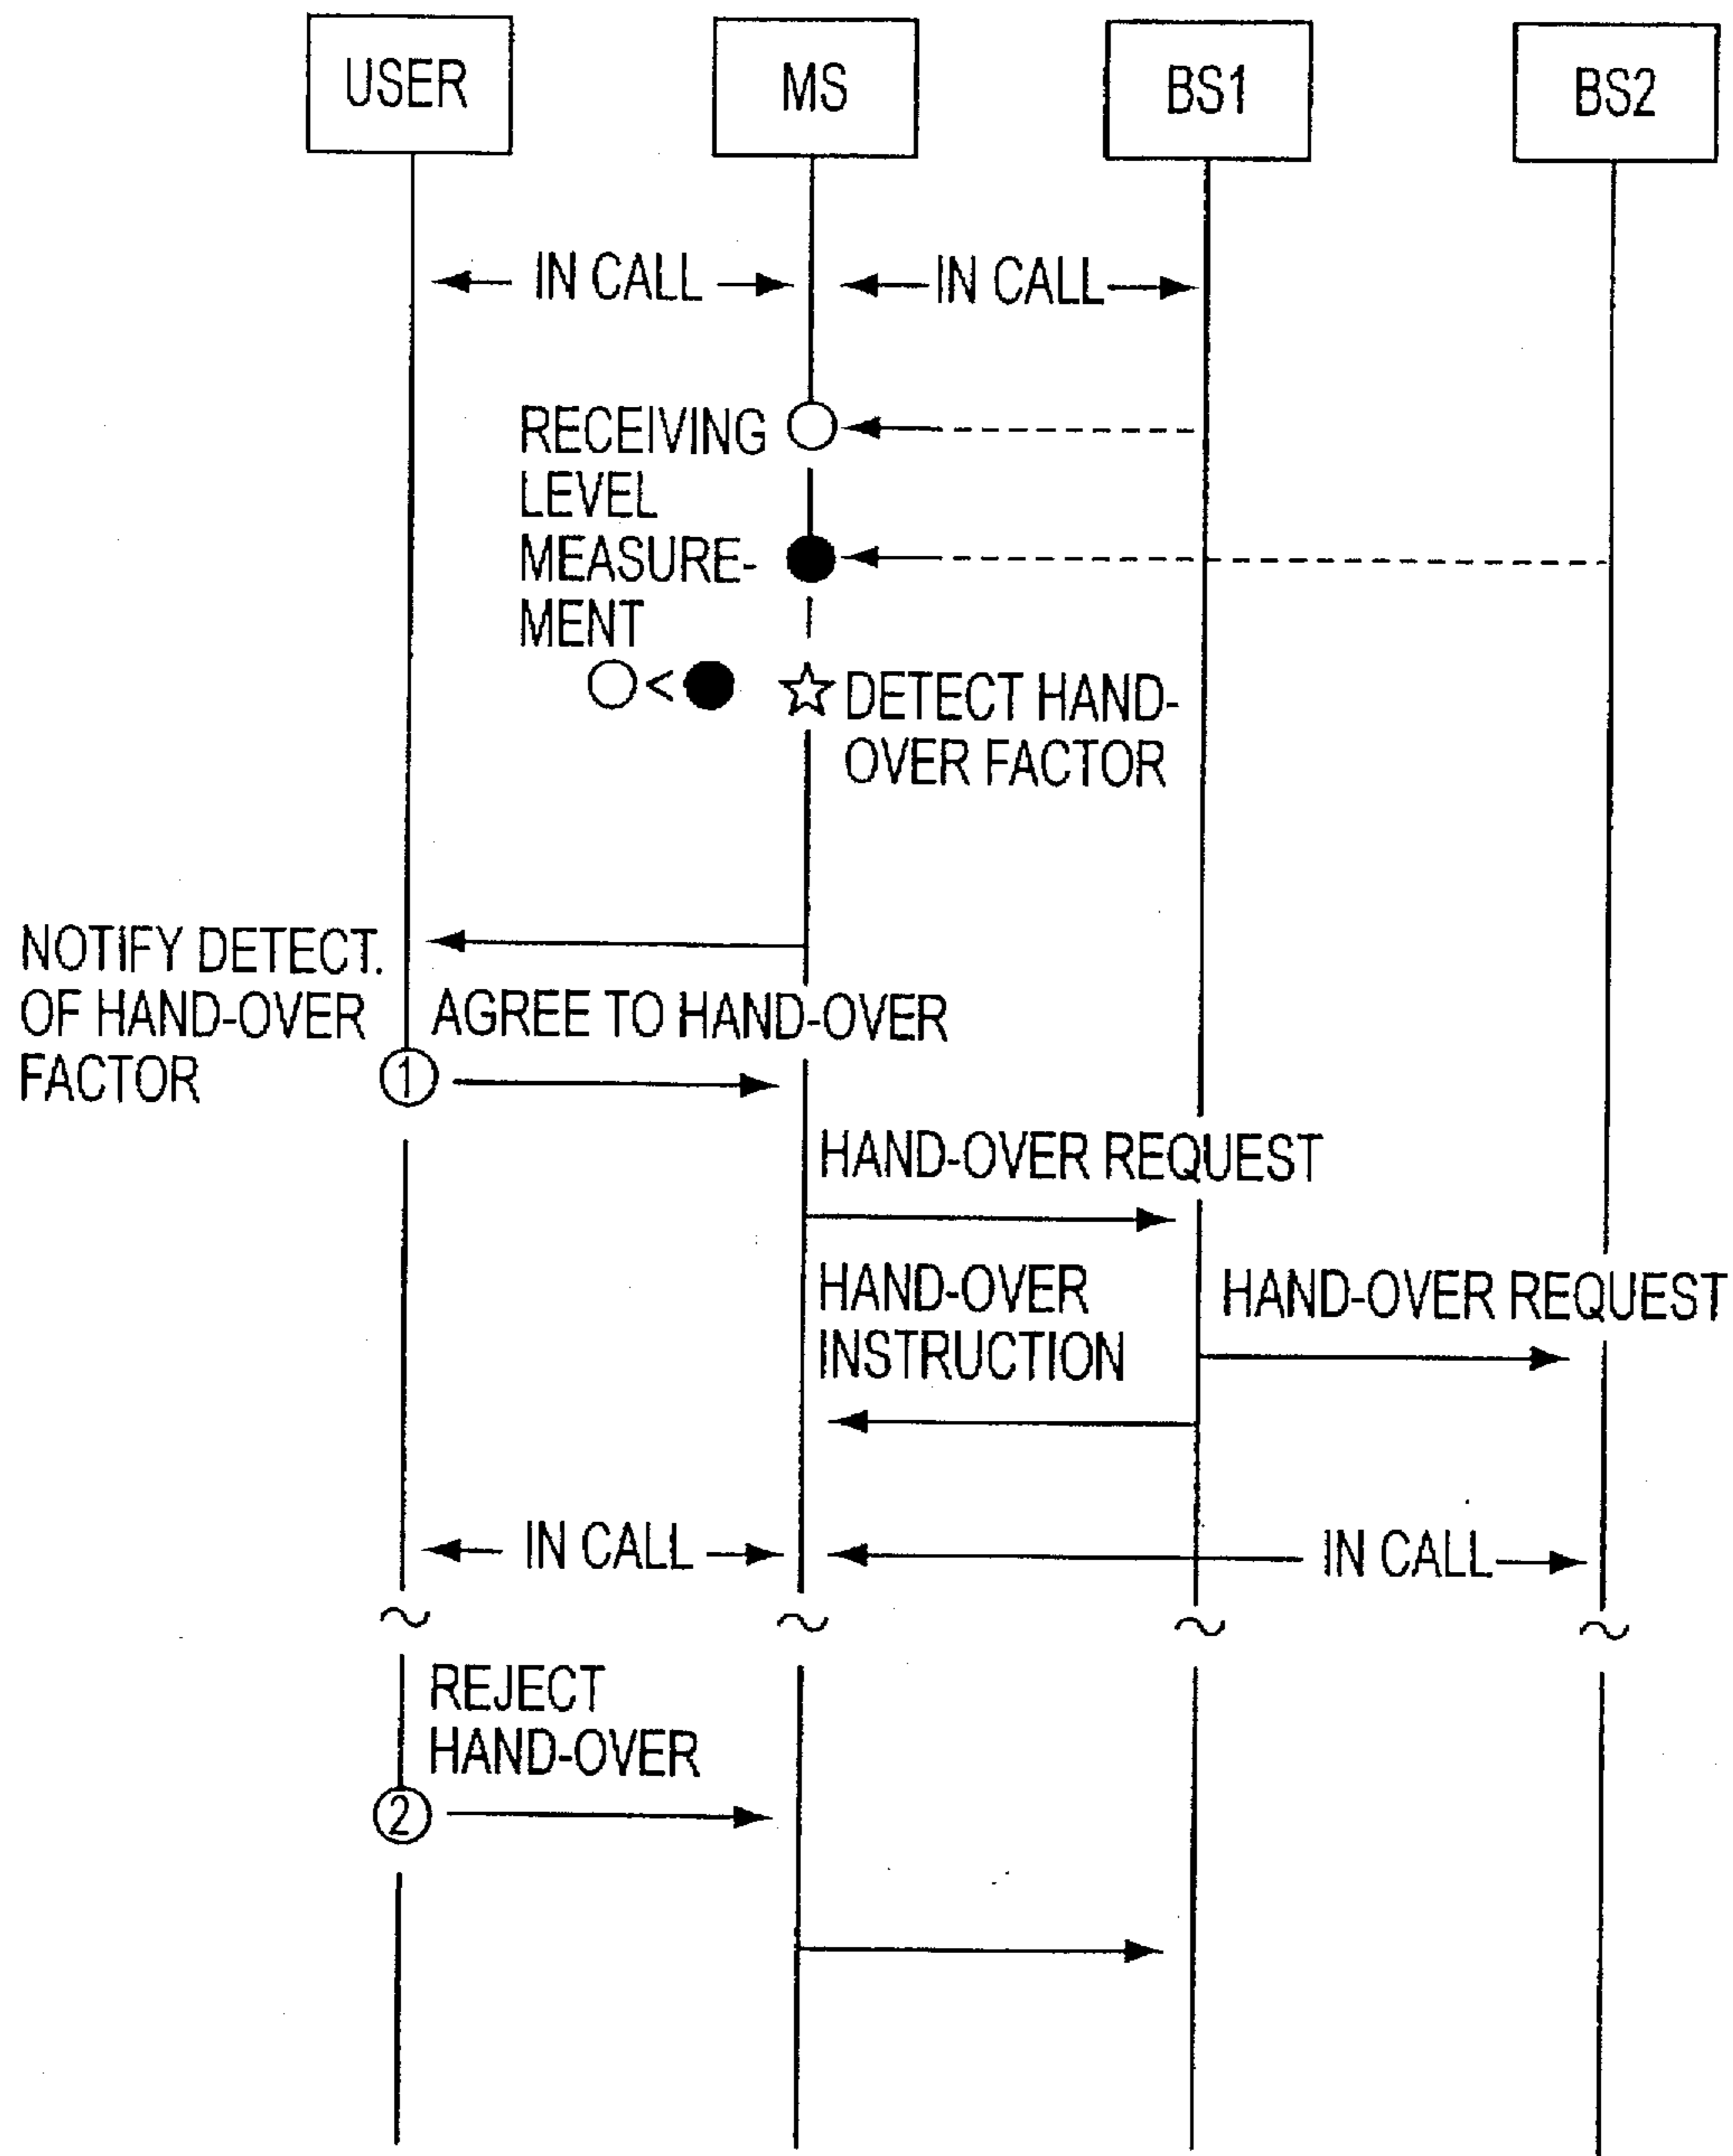 USER
MS
BS1
BS2
IN CALL
IN CALL
RECEIVING
LEVEL
MEASURE-
MENT
<
DETECT HAND-
OVER FACTOR
NOTIFY DETECT.
OF HAND-OVER
FACTOR
AGREE TO HAND-OVER
1
HAND-OVER REQUEST
HAND-OVER
INSTRUCTION
HAND-OVER REQUEST
IN CALL
IN CALL
REJECT
HAND-OVER
2